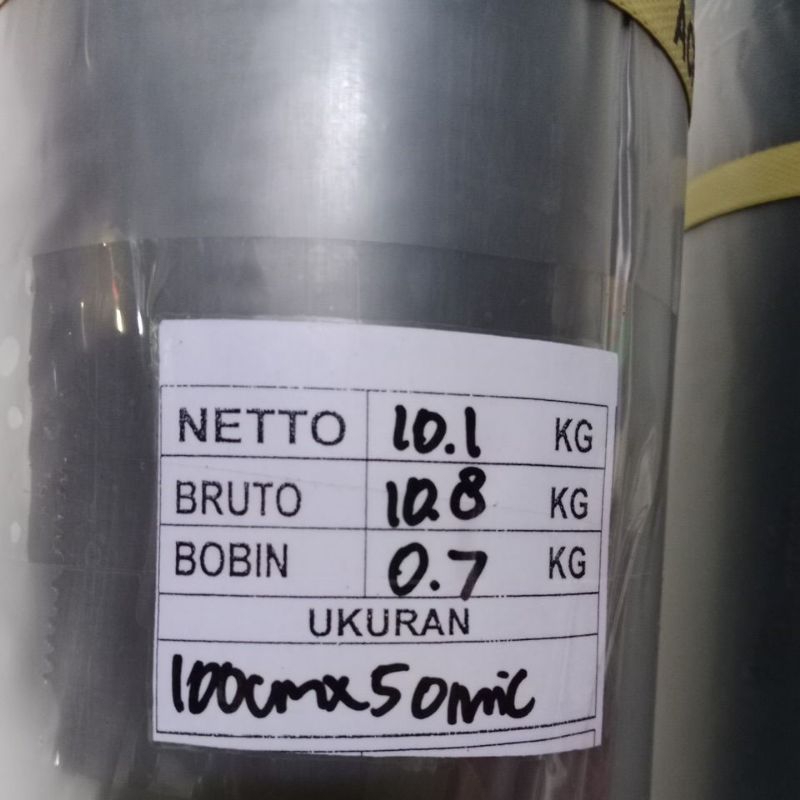 NETTO 10.1 KG
BRUTO 10.8 KG
BOBIN 0.7 KG
UKURAN
100cmx50mic